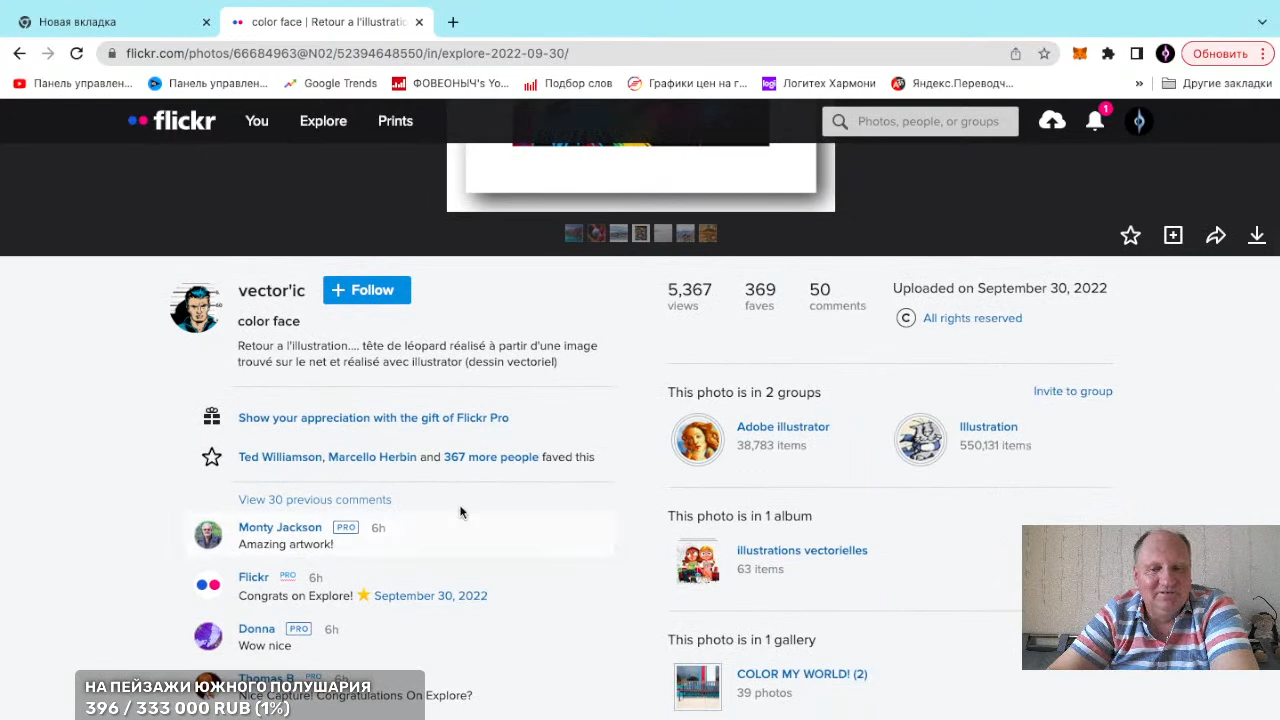 Новая вкладка
color face | Retour a l'illustratic
flickr.com/photos/66684963@N02/52394648550/in/explore-2022-09-30/
Обновить
Панель управлен...
Панель управлен...
Google Trends
ФОВЕОНЫЧ's Yo...
Подбор слов
Графики цен на г...
Логитех Хармони
Яндекс.Переводч...
»
Другие закладки
flickr
You
Explore
Prints
Photos, people, or groups
1
vector'ic
+ Follow
color face
Retour a l'illustration.... tête de léopard réalisé à partir d'une image
trouvé sur le net et réalisé avec illustrator (dessin vectoriel)
Show your appreciation with the gift of Flickr Pro
Ted Williamson, Marcello Herbin and 367 more people faved this
View 30 previous comments
Monty Jackson PRO 6h
Amazing artwork!
Flickr PRO 6h
Congrats on Explore! ⭐ September 30, 2022
Donna PRO 6h
Wow nice
Thomas B PRO 6h
Nice Capture! Congratulations On Explore?
5,367
views
369
faves
50
comments
Uploaded on September 30, 2022
© All rights reserved
This photo is in 2 groups
Invite to group
Adobe illustrator
38,783 items
Illustration
550,131 items
This photo is in 1 album
illustrations vectorielles
63 items
This photo is in 1 gallery
COLOR MY WORLD! (2)
39 photos
НА ПЕЙЗАЖИ ЮЖНОГО ПОЛУШАРИЯ
396 / 333 000 RUB (1%)